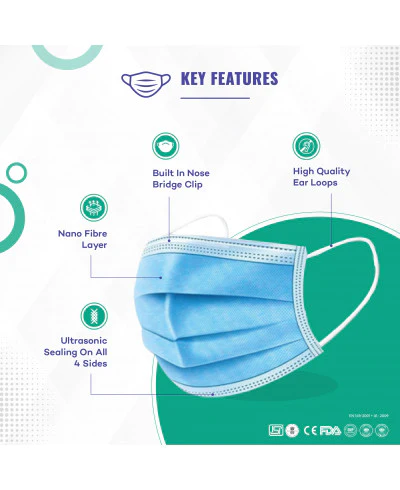 KEY FEATURES
Built In Nose
Bridge Clip
High Quality
Ear Loops
Nano Fibre
Layer
Ultrasonic
Sealing On All
4 Sides
CE FDA